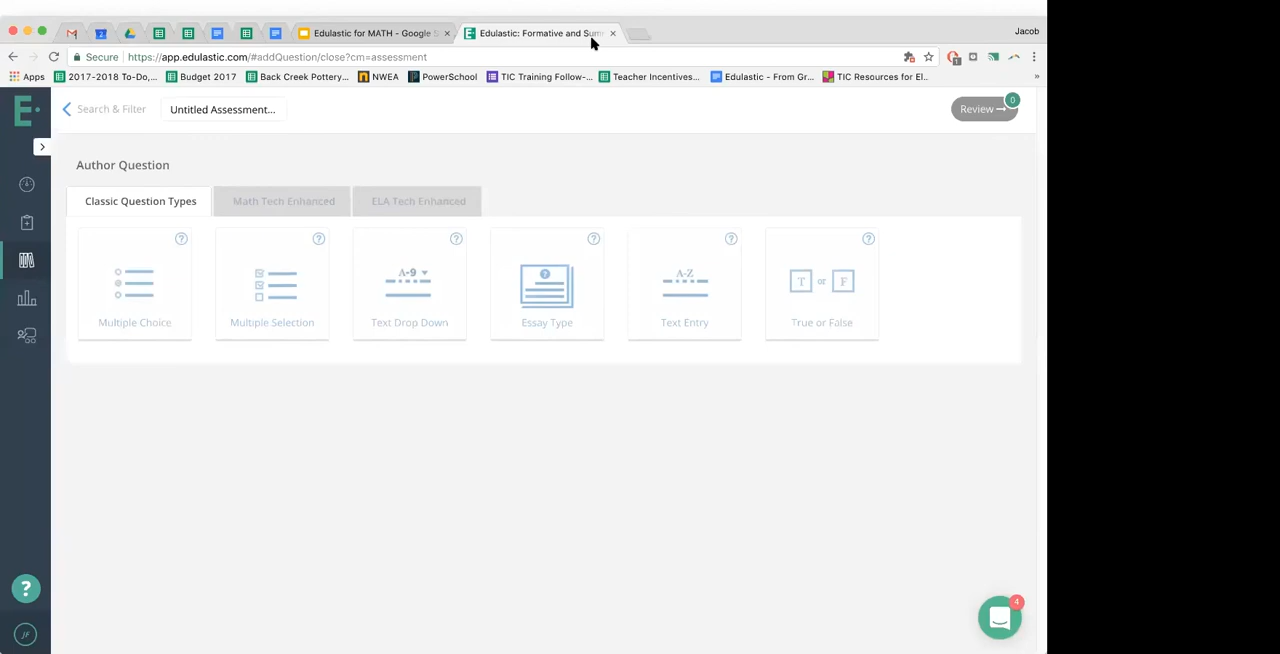 Edulastic for MATH - Google S
Edulastic: Formative and Summ
Jacob
Secure https://app.edulastic.com/#addQuestion/close?cm=assessment
Apps 2017-2018 To-Do,... Budget 2017 Back Creek Pottery... NWEA PowerSchool TIC Training Follow-... Teacher Incentives... Edulastic - From Gr... TIC Resources for El.. »
E
Search & Filter Untitled Assessment... Review 0
Author Question
Classic Question Types Math Tech Enhanced ELA Tech Enhanced
? ? ? ? ? ?
A-9 ? A-Z T or F
Multiple Choice Multiple Selection Text Drop Down Essay Type Text Entry True or False
?
4
JF